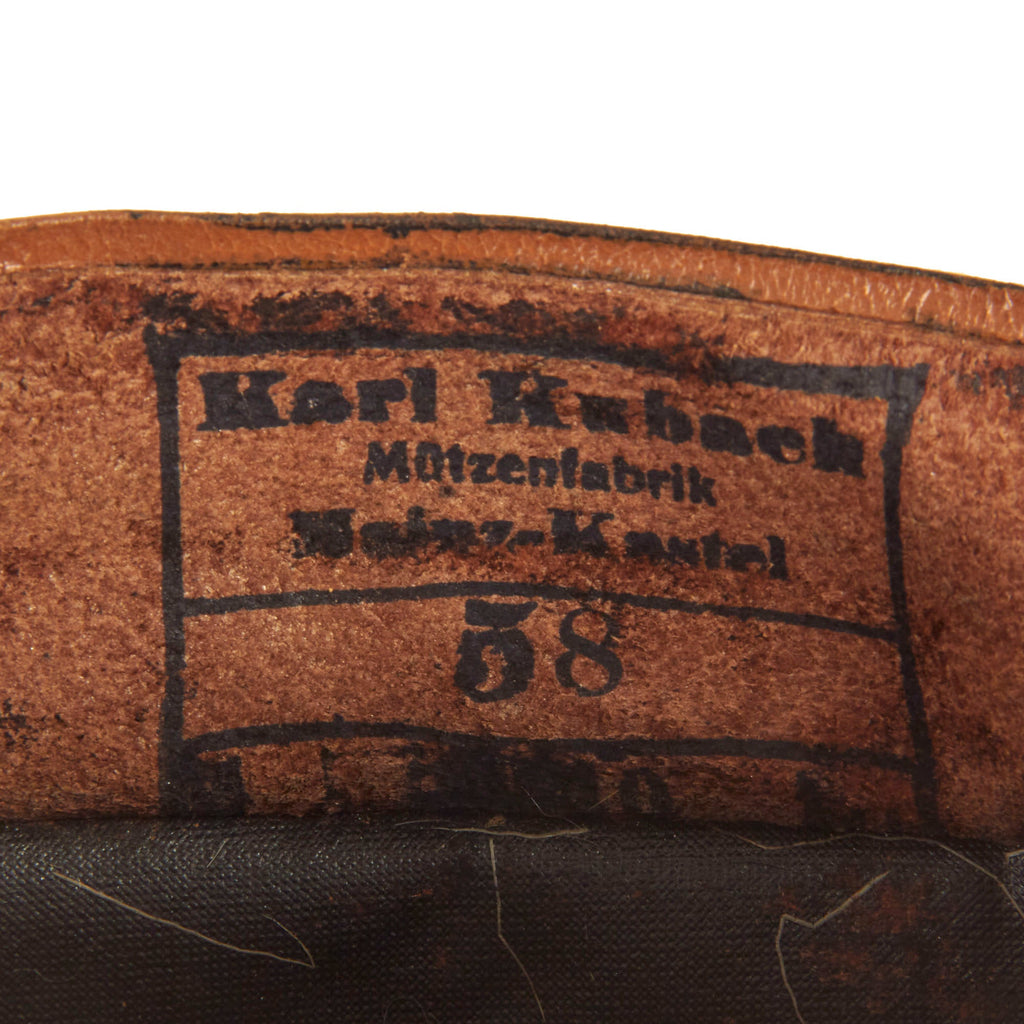 Karl Kubach
Mützenfabrik
Mainz-Kastel
58